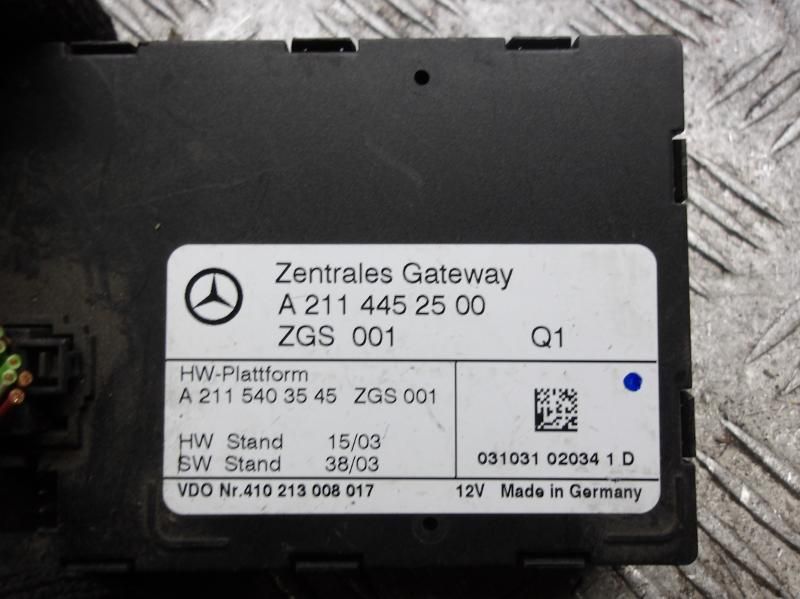 Zentrales Gateway
A 211 445 25 00
ZGS 001 Q1
HW-Plattform
A 211 540 35 45 ZGS 001
HW Stand 15/03
SW Stand 38/03
031031 02034 1 D
VDO Nr.410 213 008 017 12V Made in Germany